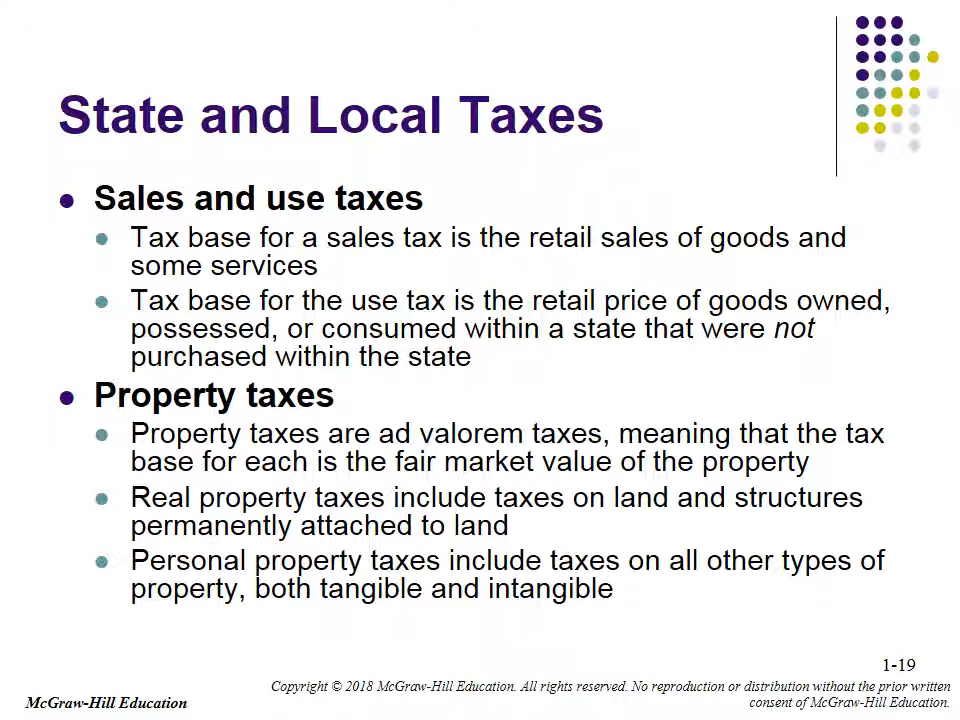 State and Local Taxes
Sales and use taxes
Tax base for a sales tax is the retail sales of goods and
some services
Tax base for the use tax is the retail price of goods owned,
possessed, or consumed within a state that were not
purchased within the state
Property taxes
Property taxes are ad valorem taxes, meaning that the tax
base for each is the fair market value of the property
Real property taxes include taxes on land and structures
permanently attached to land
Personal property taxes include taxes on all other types of
property, both tangible and intangible
1-19
Copyright © 2018 McGraw-Hill Education. All rights reserved. No reproduction or distribution without the prior written
McGraw-Hill Education
consent of McGraw-Hill Education.